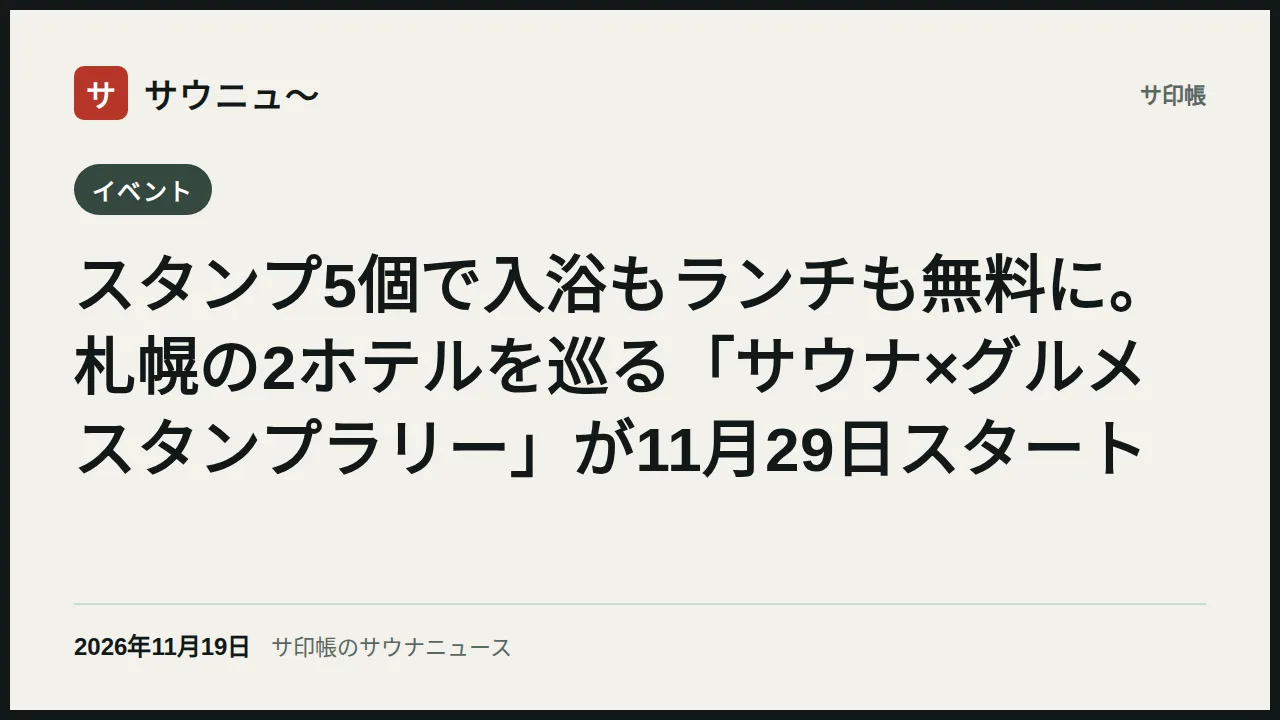 サ サウニュ〜
サ印帳
イベント
スタンプ5個で入浴もランチも無料に。
札幌の2ホテルを巡る「サウナ×グルメ
スタンプラリー」が11月29日スタート
2026年11月19日 サ印帳のサウナニュース